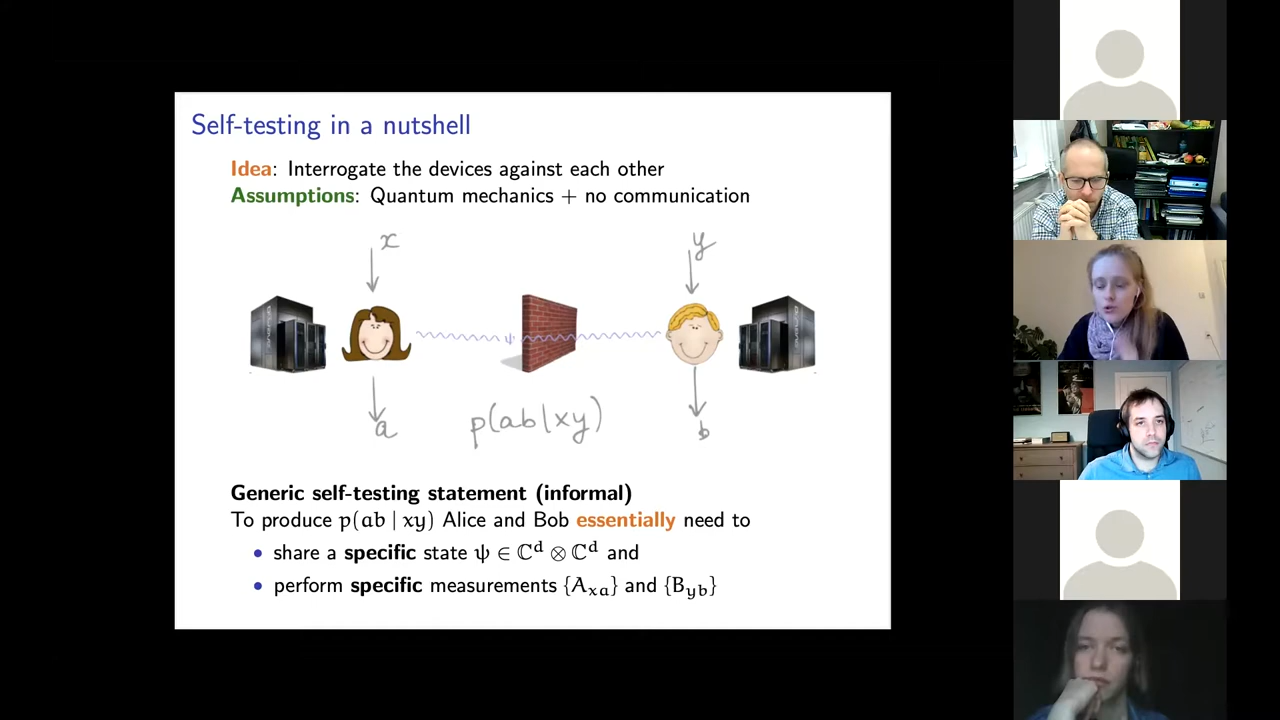 Self-testing in a nutshell
Idea: Interrogate the devices against each other
Assumptions: Quantum mechanics + no communication
x
y
ψ
a
p(ab|xy)
b
Generic self-testing statement (informal)
To produce p(ab | xy) Alice and Bob essentially need to
• share a specific state ψ ∈ ℂᵈ ⊗ ℂᵈ and
• perform specific measurements {Aₓₐ} and {B_yb}